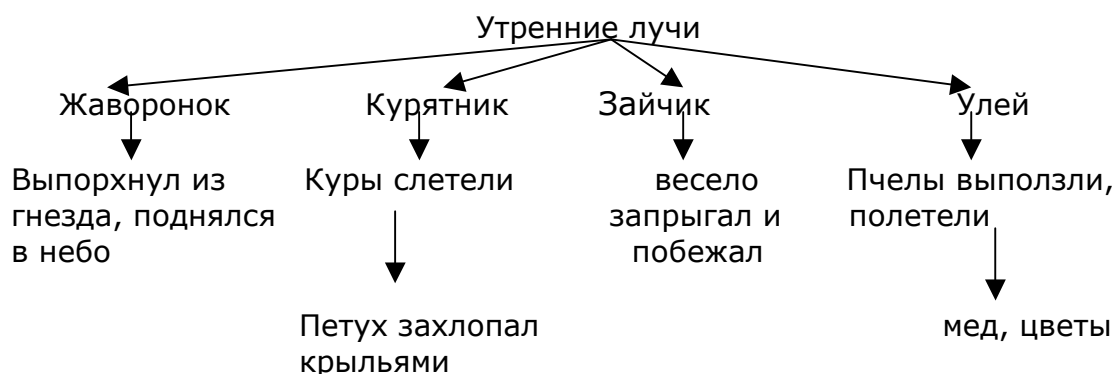 Утренние лучи
Жаворонок
Курятник
Зайчик
Улей
Выпорхнул из
гнезда, поднялся
в небо
Куры слетели
весело
запрыгал и
побежал
Пчелы выползли,
полетели
Петух захлопал
крыльями
мед, цветы